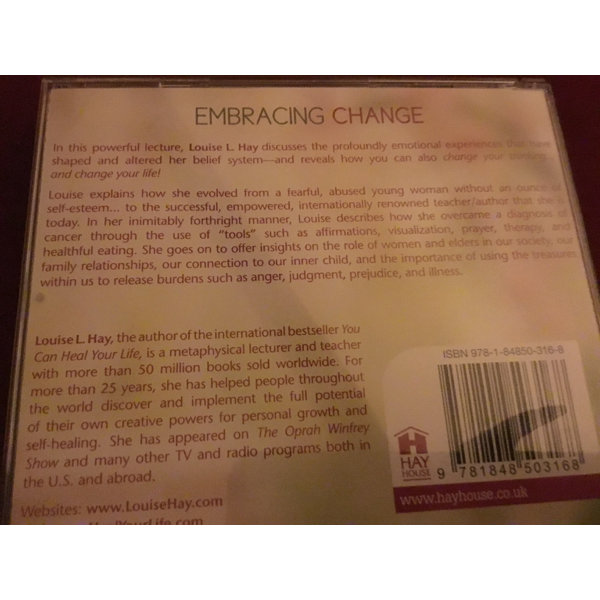 EMBRACING CHANGE
In this powerful lecture, Louise L. Hay discusses the profoundly emotional experiences that have
shaped and altered her belief system—and reveals how you can also change your thinking...
and change your life!
Louise explains how she evolved from a fearful, abused young woman without an ounce of
self-esteem... to the successful, empowered, internationally renowned teacher/author that she is
today. In her inimitably forthright manner, Louise describes how she overcame a diagnosis of
cancer through the use of "tools" such as affirmations, visualization, prayer, therapy, and
healthful eating. She goes on to offer insights on the role of women and elders in our society, our
family relationships, our connection to our inner child, and the importance of using the treasures
within us to release burdens such as anger, judgment, prejudice, and illness.
Louise L. Hay, the author of the international bestseller You
Can Heal Your Life, is a metaphysical lecturer and teacher
with more than 50 million books sold worldwide. For
more than 25 years, she has helped people throughout
the world discover and implement the full potential
of their own creative powers for personal growth and
self-healing. She has appeared on The Oprah Winfrey
Show and many other TV and radio programs both in
the U.S. and abroad.
Websites: www.LouiseHay.com
ISBN 978-1-84850-316-8
HAY
HOUSE
9 781848 503168
www.hayhouse.co.uk